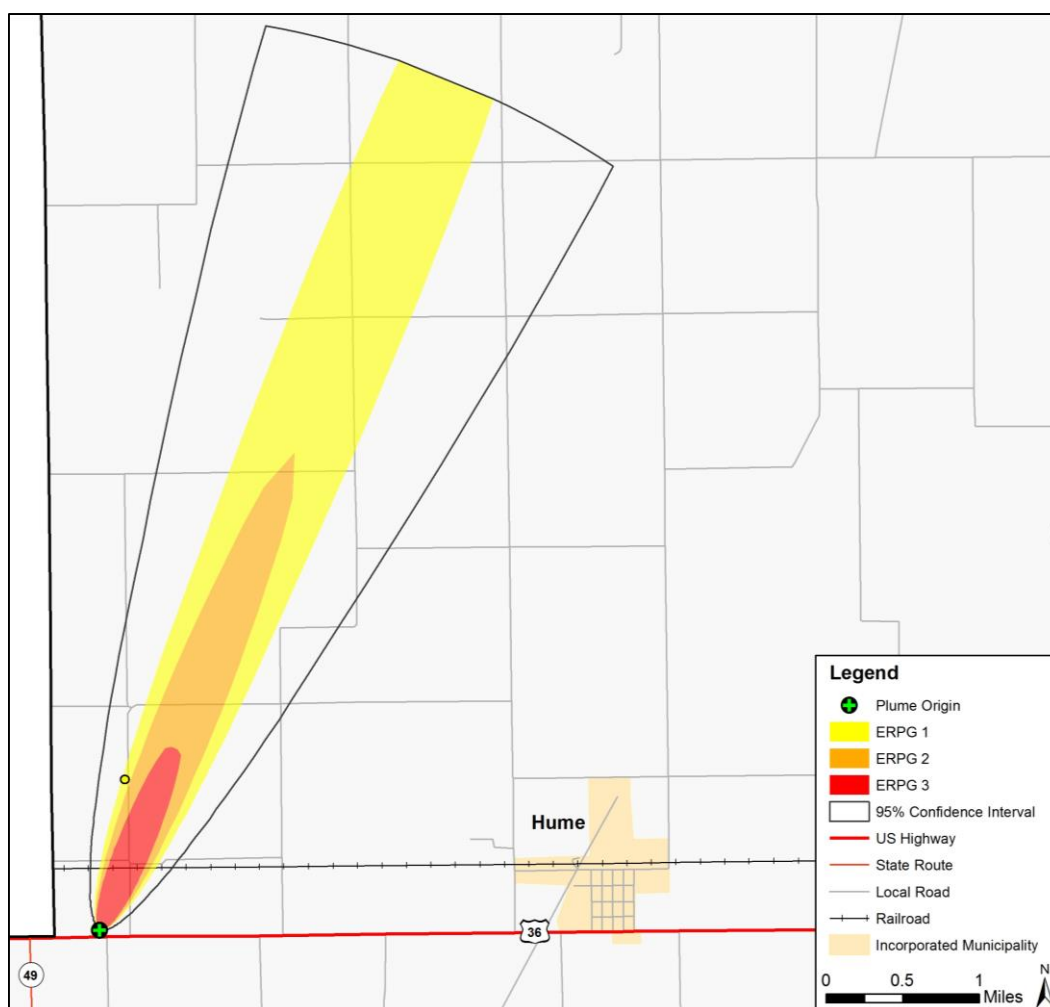 Hume
36
49
Legend
Plume Origin
ERPG 1
ERPG 2
ERPG 3
95% Confidence Interval
US Highway
State Route
Local Road
Railroad
Incorporated Municipality
0 0.5 1
Miles
N